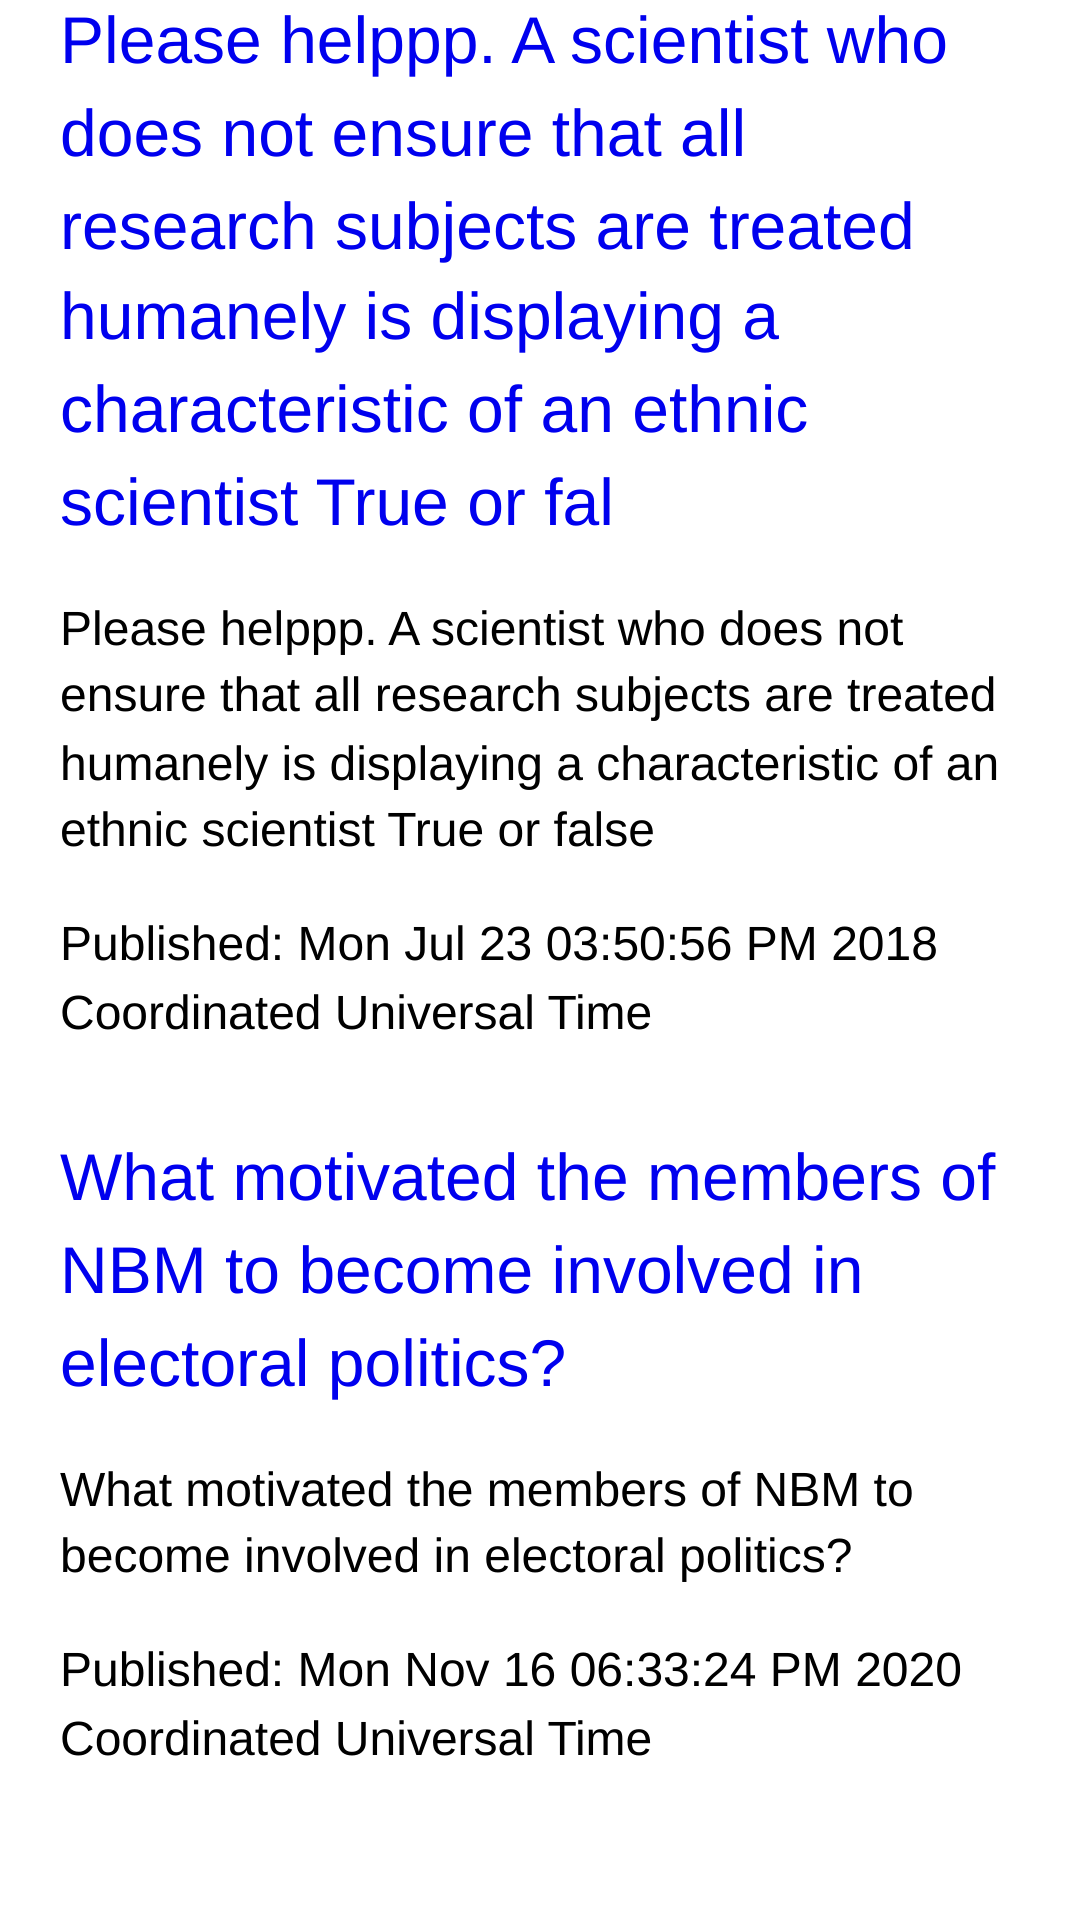 Please helppp. A scientist who
does not ensure that all
research subjects are treated
humanely is displaying a
characteristic of an ethnic
scientist True or fal
Please helppp. A scientist who does not
ensure that all research subjects are treated
humanely is displaying a characteristic of an
ethnic scientist True or false
Published: Mon Jul 23 03:50:56 PM 2018
Coordinated Universal Time
What motivated the members of
NBM to become involved in
electoral politics?
What motivated the members of NBM to
become involved in electoral politics?
Published: Mon Nov 16 06:33:24 PM 2020
Coordinated Universal Time